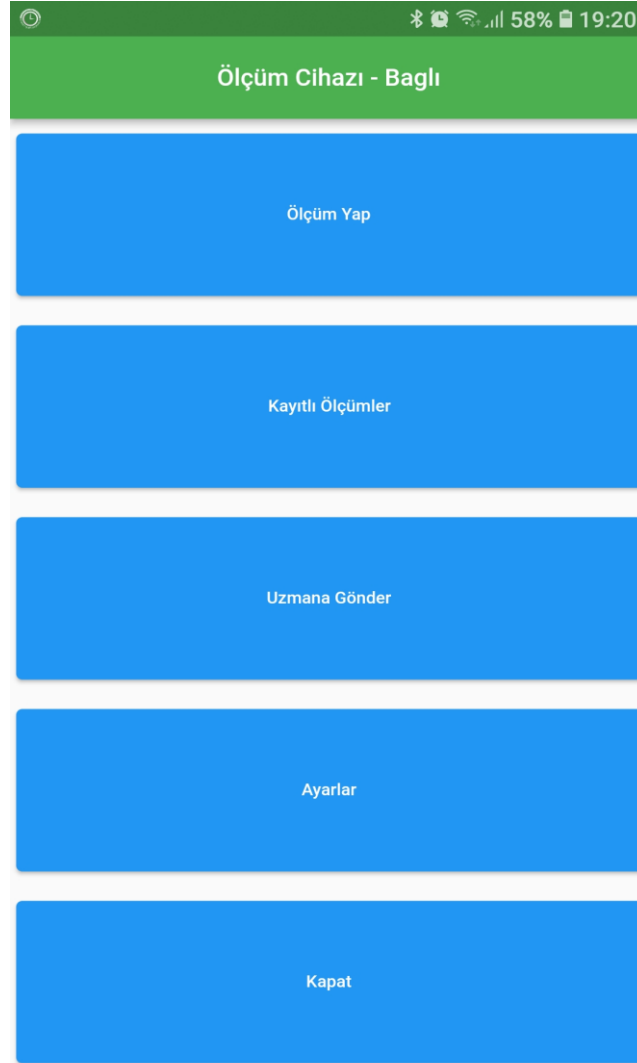 58% 19:20
Ölçüm Cihazı - Baglı
Ölçüm Yap
Kayıtlı Ölçümler
Uzmana Gönder
Ayarlar
Kapat